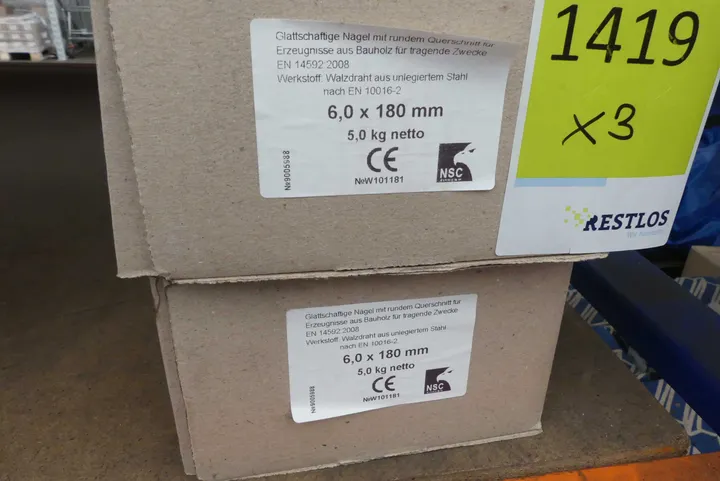 Glattschaftige Nägel mit rundem Querschnitt für
Erzeugnisse aus Bauholz für tragende Zwecke
EN 14592:2008
Werkstoff: Walzdraht aus unlegiertem Stahl
nach EN 10016-2
6,0 x 180 mm
5,0 kg netto
CE
NSC
№W101181
№9005988
1419
x3
RESTLOS
Glattschaftige Nägel mit rundem Querschnitt für
Erzeugnisse aus Bauholz für tragende Zwecke
EN 14592:2008
Werkstoff: Walzdraht aus unlegiertem Stahl
nach EN 10016-2
6,0 x 180 mm
5,0 kg netto
CE
NSC
№W101181
№9005988